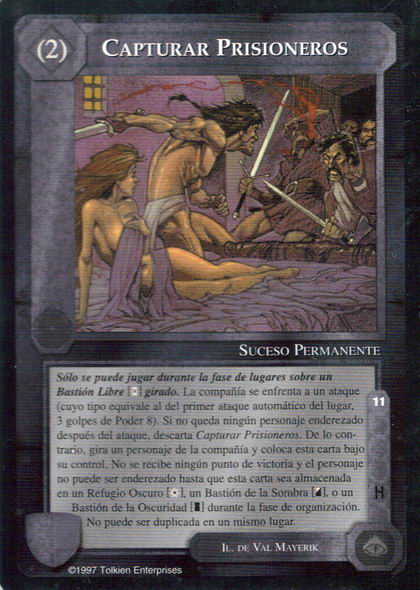 (2)
CAPTURAR PRISIONEROS
SUCESO PERMANENTE
Sólo se puede jugar durante la fase de lugares sobre un
Bastión Libre [] girado. La compañía se enfrenta a un ataque
(cuyo tipo equivale al del primer ataque automático del lugar,
3 golpes de Poder 8). Si no queda ningún personaje enderezado
después del ataque, descarta Capturar Prisioneros. De lo con-
trario, gira un personaje de la compañía y coloca esta carta bajo
su control. No se recibe ningún punto de victoria y el personaje
no puede ser enderezado hasta que esta carta sea almacenada
en un Refugio Oscuro [], un Bastión de la Sombra [], o un
Bastión de la Oscuridad [] durante la fase de organización.
No puede ser duplicada en un mismo lugar.
11
IL. DE VAL MAYERIK
©1997 Tolkien Enterprises